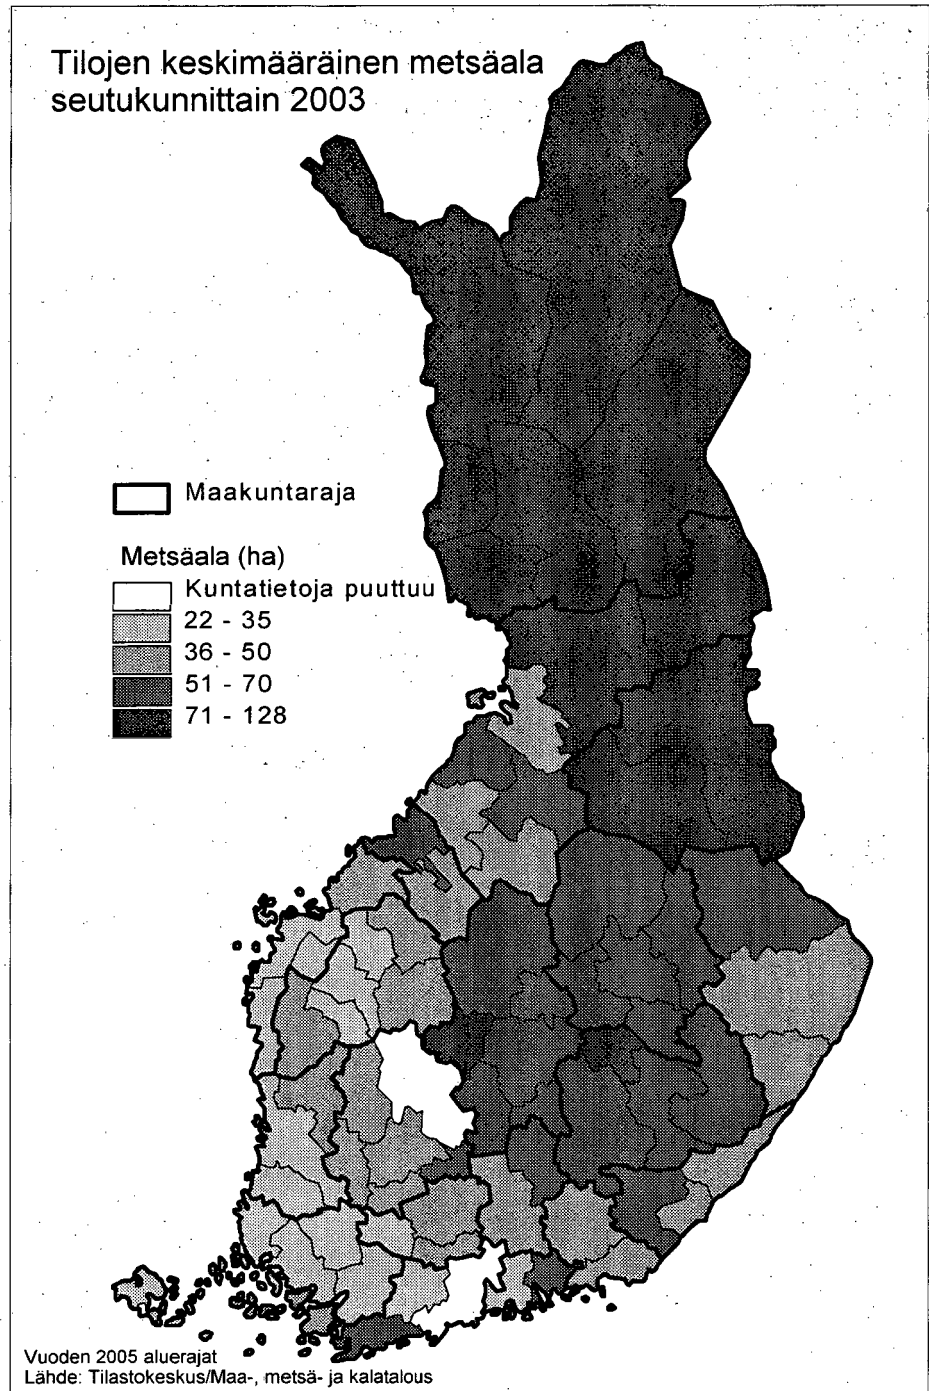 Tilojen keskimääräinen metsäala
seutukunnittain 2003
Maakuntaraja
Metsäala (ha)
Kuntatietoja puuttuu
22 - 35
36 - 50
51 - 70
71 - 128
Vuoden 2005 aluerajat
Lähde: Tilastokeskus/Maa-, metsä- ja kalatalous